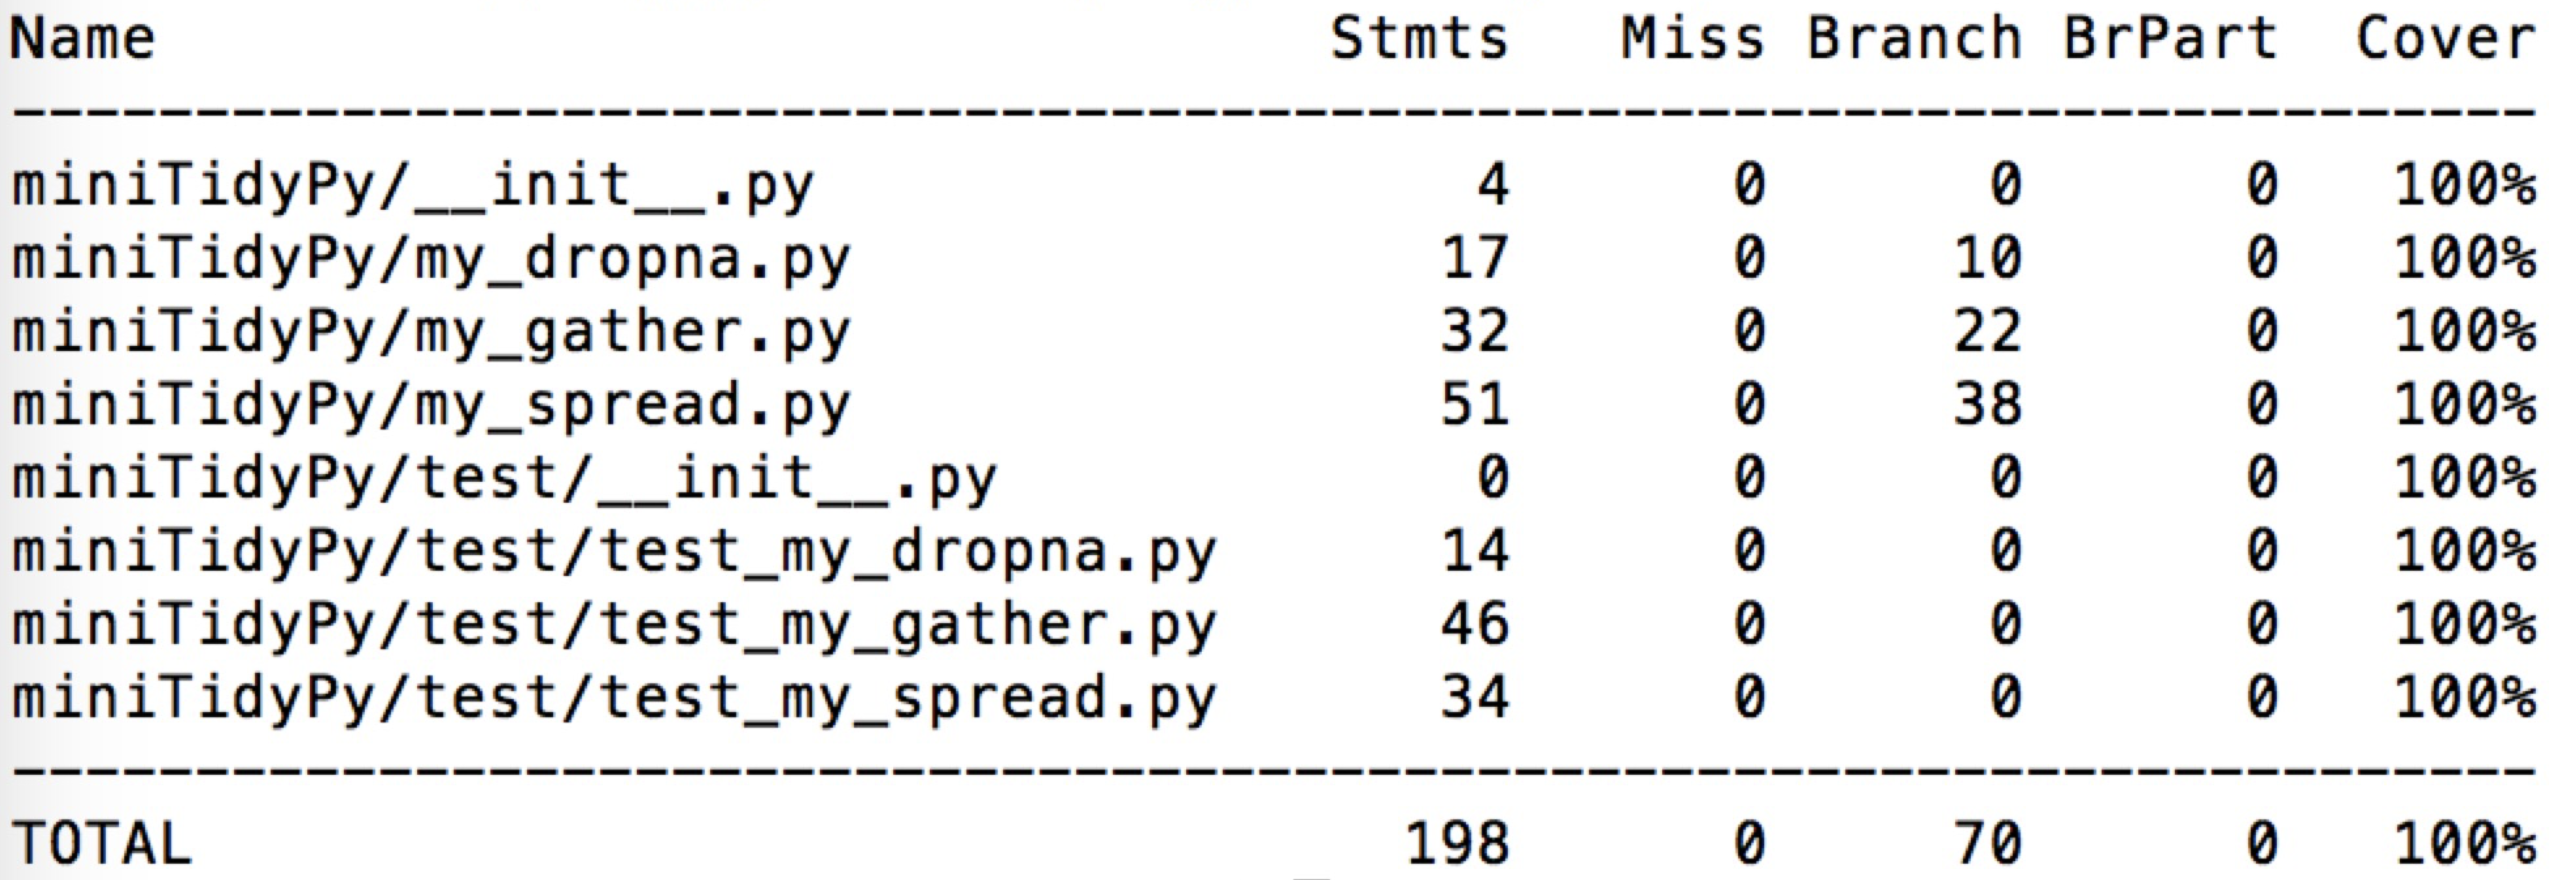 Name Stmts Miss Branch BrPart Cover
---------------------------------------------------------------------
miniTidyPy/__init__.py 4 0 0 0 100%
miniTidyPy/my_dropna.py 17 0 10 0 100%
miniTidyPy/my_gather.py 32 0 22 0 100%
miniTidyPy/my_spread.py 51 0 38 0 100%
miniTidyPy/test/__init__.py 0 0 0 0 100%
miniTidyPy/test/test_my_dropna.py 14 0 0 0 100%
miniTidyPy/test/test_my_gather.py 46 0 0 0 100%
miniTidyPy/test/test_my_spread.py 34 0 0 0 100%
---------------------------------------------------------------------
TOTAL 198 0 70 0 100%